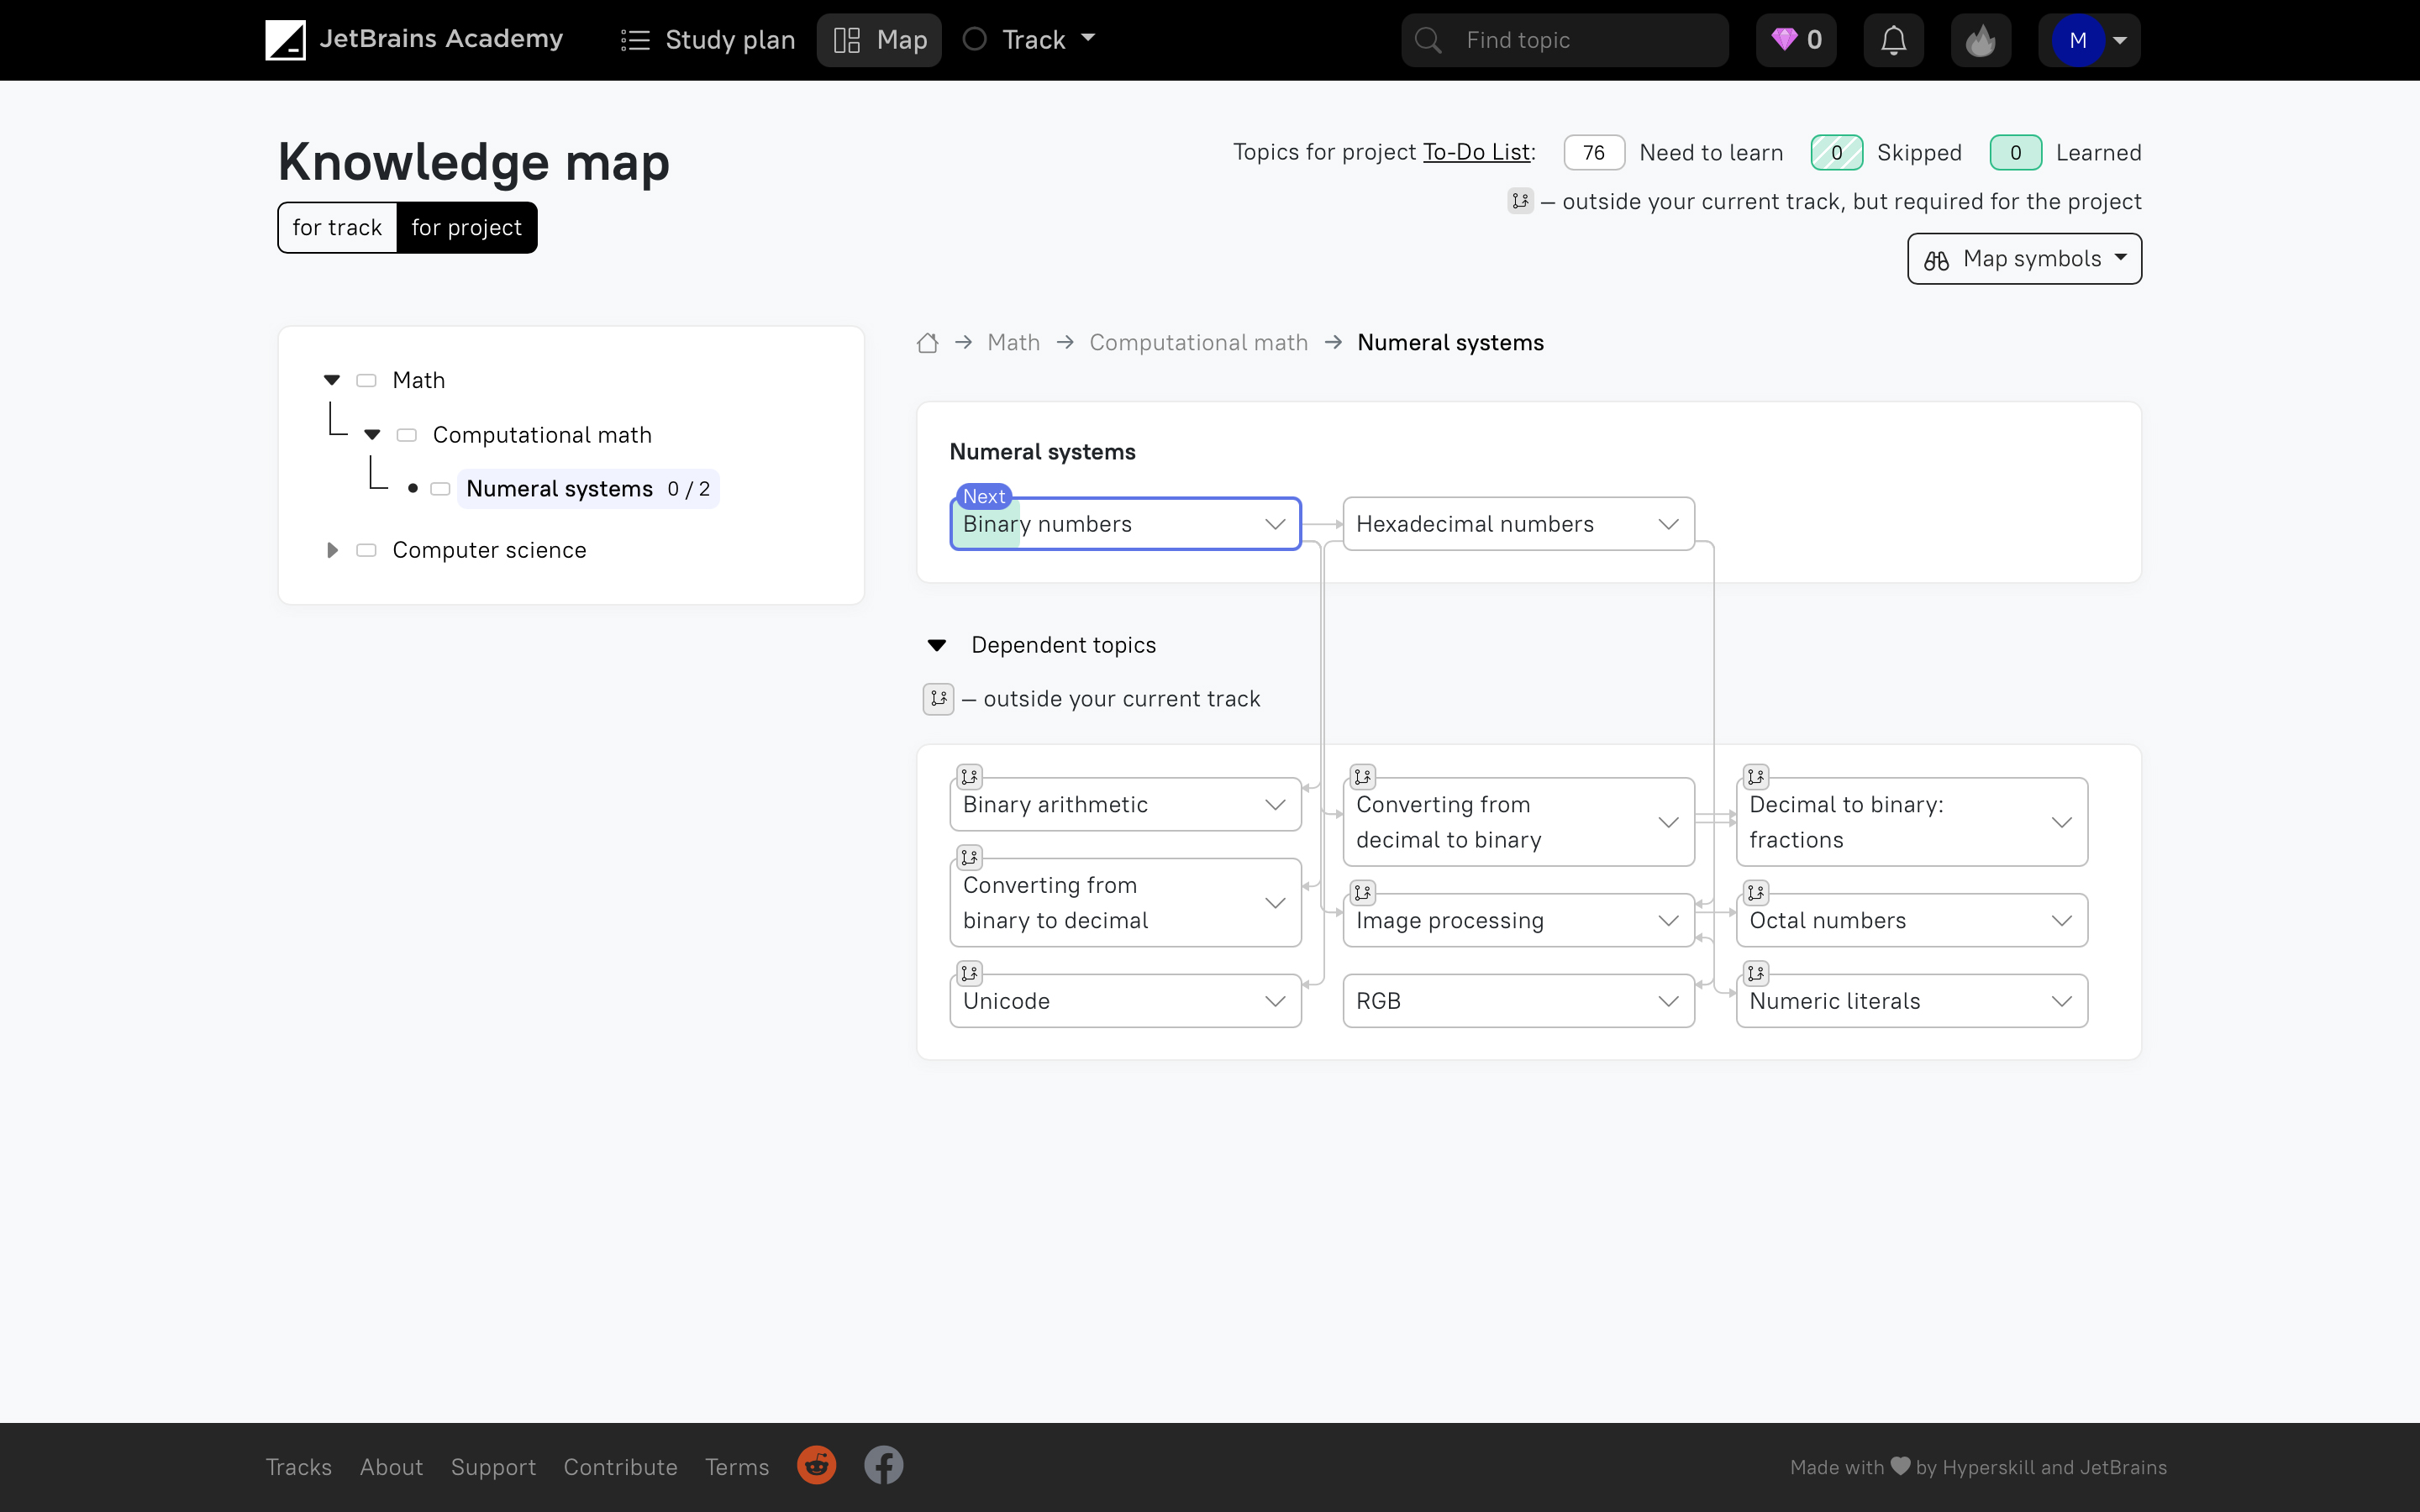 JetBrains Academy
Study plan
Map
Track
Find topic
0
M
Knowledge map
for track
for project
Topics for project To-Do List:
76
Need to learn
0
Skipped
0
Learned
– outside your current track, but required for the project
Map symbols
Math
Computational math
Numeral systems 0 / 2
Computer science
→ Math → Computational math → Numeral systems
Numeral systems
Next
Binary numbers
Hexadecimal numbers
Dependent topics
– outside your current track
Binary arithmetic
Converting from
decimal to binary
Decimal to binary:
fractions
Converting from
binary to decimal
Image processing
Octal numbers
Unicode
RGB
Numeric literals
Tracks
About
Support
Contribute
Terms
Made with by Hyperskill and JetBrains